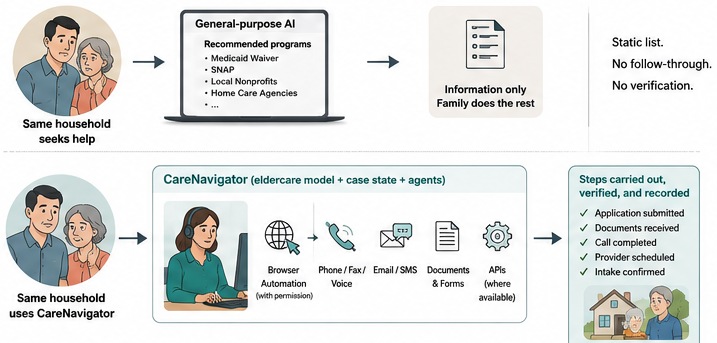 General-purpose AI
Recommended programs
• Medicaid Waiver
• SNAP
• Local Nonprofits
• Home Care Agencies
• ...
Same household
seeks help
Information only
Family does the rest
Static list.
No follow-through.
No verification.
CareNavigator (eldercare model + case state + agents)
Same household
uses CareNavigator
Browser
Automation
(with permission)
Phone / Fax /
Voice
Email / SMS
Documents
& Forms
APIs
(where
available)
Steps carried out,
verified, and recorded
✓ Application submitted
✓ Documents received
✓ Call completed
✓ Provider scheduled
✓ Intake confirmed